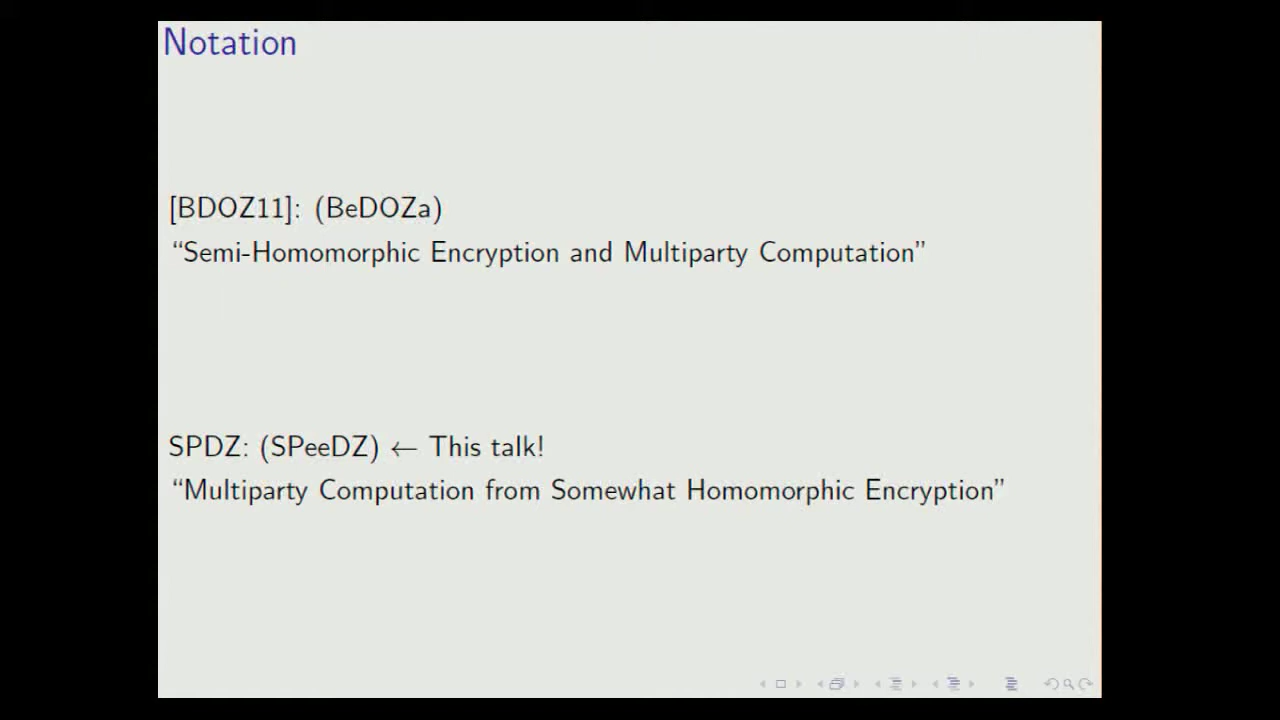 Notation
[BDOZ11]: (BeDOZa)
“Semi-Homomorphic Encryption and Multiparty Computation”
SPDZ: (SPeeDZ) ← This talk!
“Multiparty Computation from Somewhat Homomorphic Encryption”